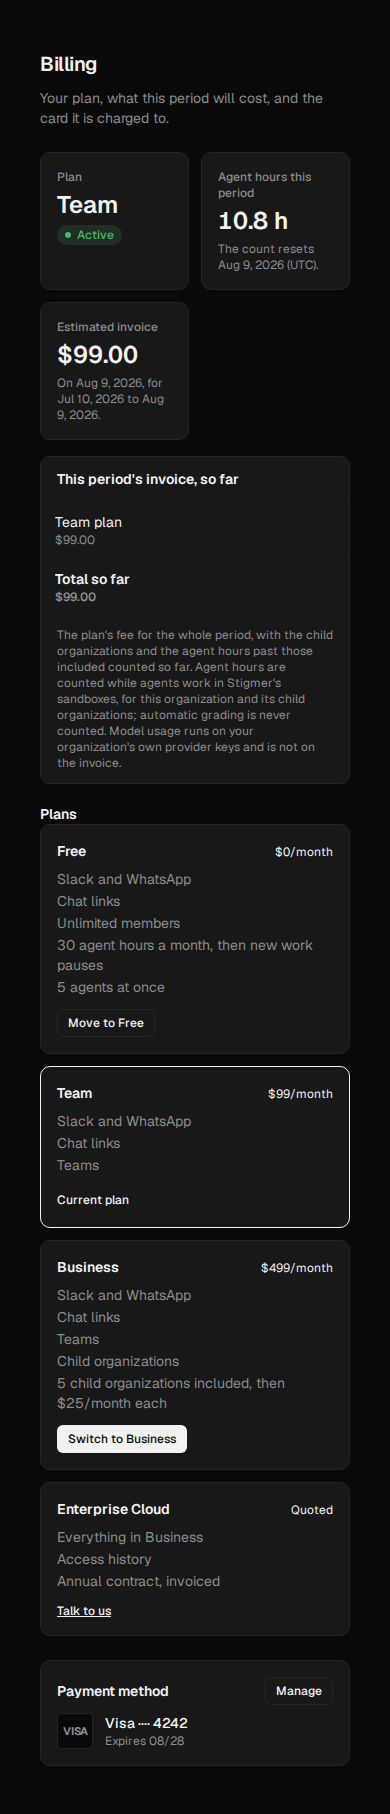 Billing
Your plan, what this period will cost, and the
card it is charged to.
Plan
Team
Active
Agent hours this
period
10.8 h
The count resets
Aug 9, 2026 (UTC).
Estimated invoice
$99.00
On Aug 9, 2026, for
Jul 10, 2026 to Aug
9, 2026.
This period's invoice, so far
Team plan
$99.00
Total so far
$99.00
The plan's fee for the whole period, with the child
organizations and the agent hours past those
included counted so far. Agent hours are
counted while agents work in Stigmer's
sandboxes, for this organization and its child
organizations; automatic grading is never
counted. Model usage runs on your
organization's own provider keys and is not on
the invoice.
Plans
Free $0/month
Slack and WhatsApp
Chat links
Unlimited members
30 agent hours a month, then new work
pauses
5 agents at once
Move to Free
Team $99/month
Slack and WhatsApp
Chat links
Teams
Current plan
Business $499/month
Slack and WhatsApp
Chat links
Teams
Child organizations
5 child organizations included, then
$25/month each
Switch to Business
Enterprise Cloud Quoted
Everything in Business
Access history
Annual contract, invoiced
Talk to us
Payment method Manage
VISA
Visa ···· 4242
Expires 08/28